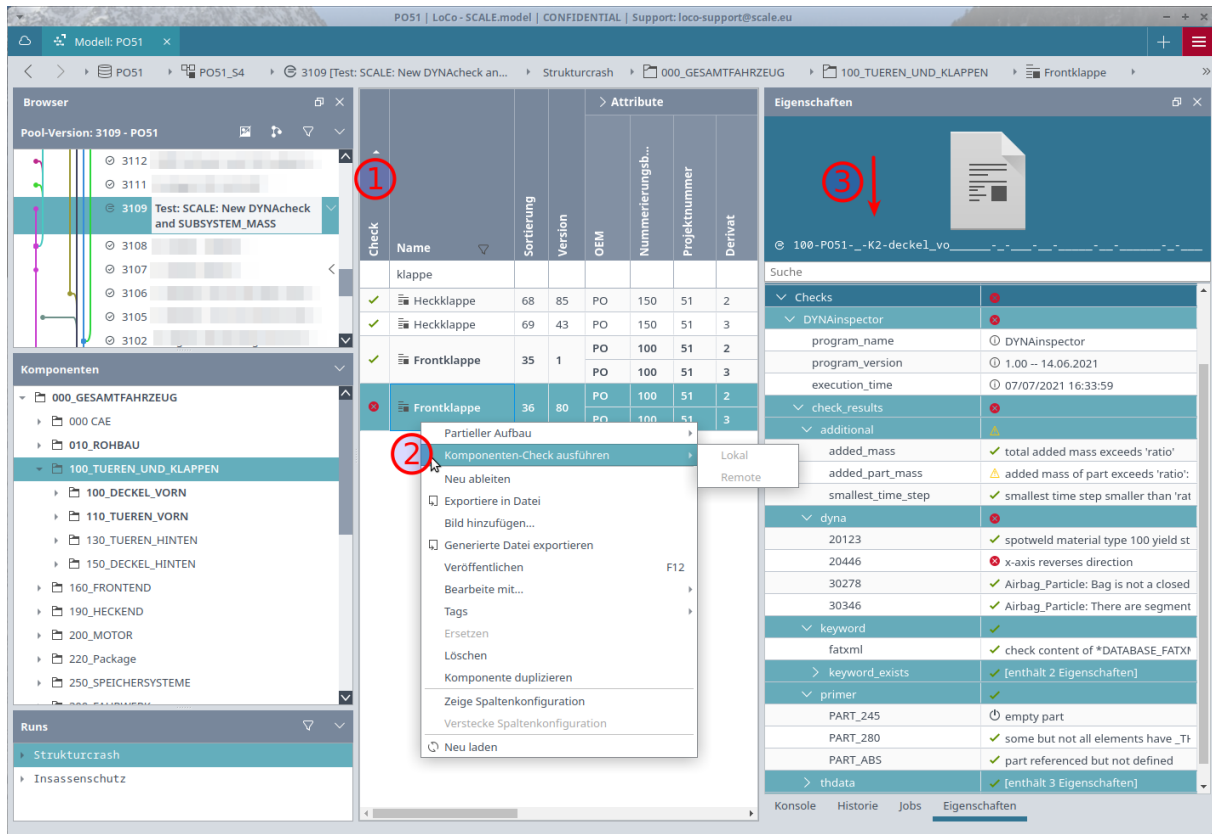 PO51 | LoCo - SCALE.model | CONFIDENTIAL | Support: loco-support@scale.eu
Modell: PO51
PO51 PO51_S4 3109 [Test: SCALE: New DYNAcheck an... Strukturcrash 000_GESAMTFAHRZEUG 100_TUEREN_UND_KLAPPEN Frontklappe »
Browser
Pool-Version: 3109 - PO51
3112
3111
3109 Test: SCALE: New DYNAcheck
and SUBSYSTEM_MASS
3108
3107
3106
3105
3102
Komponenten
000_GESAMTFAHRZEUG
000 CAE
010_ROHBAU
100_TUEREN_UND_KLAPPEN
100_DECKEL_VORN
110_TUEREN_VORN
130_TUEREN_HINTEN
150_DECKEL_HINTEN
160_FRONTEND
190_HECKEND
200_MOTOR
220_Package
250_SPEICHERSYSTEME
Runs
Strukturcrash
Insassenschutz
> Attribute
1
Check Name Sortierung Version OEM Nummerierungsb... Projektnummer Derivat
klappe
Heckklappe 68 85 PO 150 51 2
Heckklappe 69 43 PO 150 51 3
Frontklappe 35 1 PO 100 51 2
PO 100 51 3
Frontklappe 36 80 PO 100 51 2
PO 100 51 3
2
Partieller Aufbau
Komponenten-Check ausführen
Lokal
Remote
Neu ableiten
Exportiere in Datei
Bild hinzufügen...
Generierte Datei exportieren
Veröffentlichen F12
Bearbeite mit...
Tags
Ersetzen
Löschen
Komponente duplizieren
Zeige Spaltenkonfiguration
Verstecke Spaltenkonfiguration
Neu laden
Eigenschaften
3
100-PO51-_-K2-deckel_vo______-_-___-__-______-__-______-_-___
Suche
Checks
DYNAinspector
program_name DYNAinspector
program_version 1.00 -- 14.06.2021
execution_time 07/07/2021 16:33:59
check_results
additional
added_mass total added mass exceeds 'ratio'
added_part_mass added mass of part exceeds 'ratio':
smallest_time_step smallest time step smaller than 'rat
dyna
20123 spotweld material type 100 yield st
20446 x-axis reverses direction
30278 Airbag_Particle: Bag is not a closed
30346 Airbag_Particle: There are segment
keyword
fatxml check content of *DATABASE_FATXM
keyword_exists [enthält 2 Eigenschaften]
primer
PART_245 empty part
PART_280 some but not all elements have _TH
PART_ABS part referenced but not defined
thdata [enthält 3 Eigenschaften]
Konsole Historie Jobs Eigenschaften